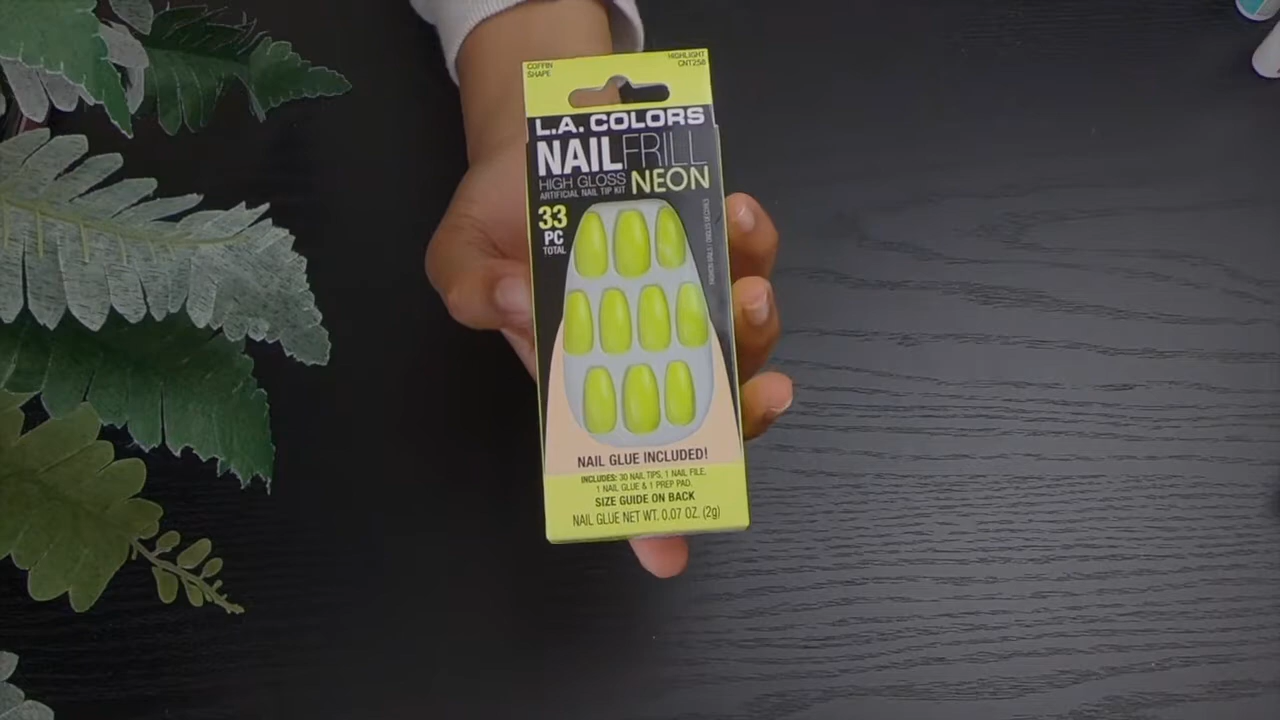 COFFIN
SHAPE
HIGHLIGHT
CNT258
L.A. COLORS
NAILFRILL
HIGH GLOSS NEON
ARTIFICIAL NAIL TIP KIT
33
PC
TOTAL
NAIL GLUE INCLUDED!
INCLUDES: 30 NAIL TIPS, 1 NAIL FILE,
1 NAIL GLUE & 1 PREP PAD.
SIZE GUIDE ON BACK
NAIL GLUE NET WT. 0.07 OZ. (2g)